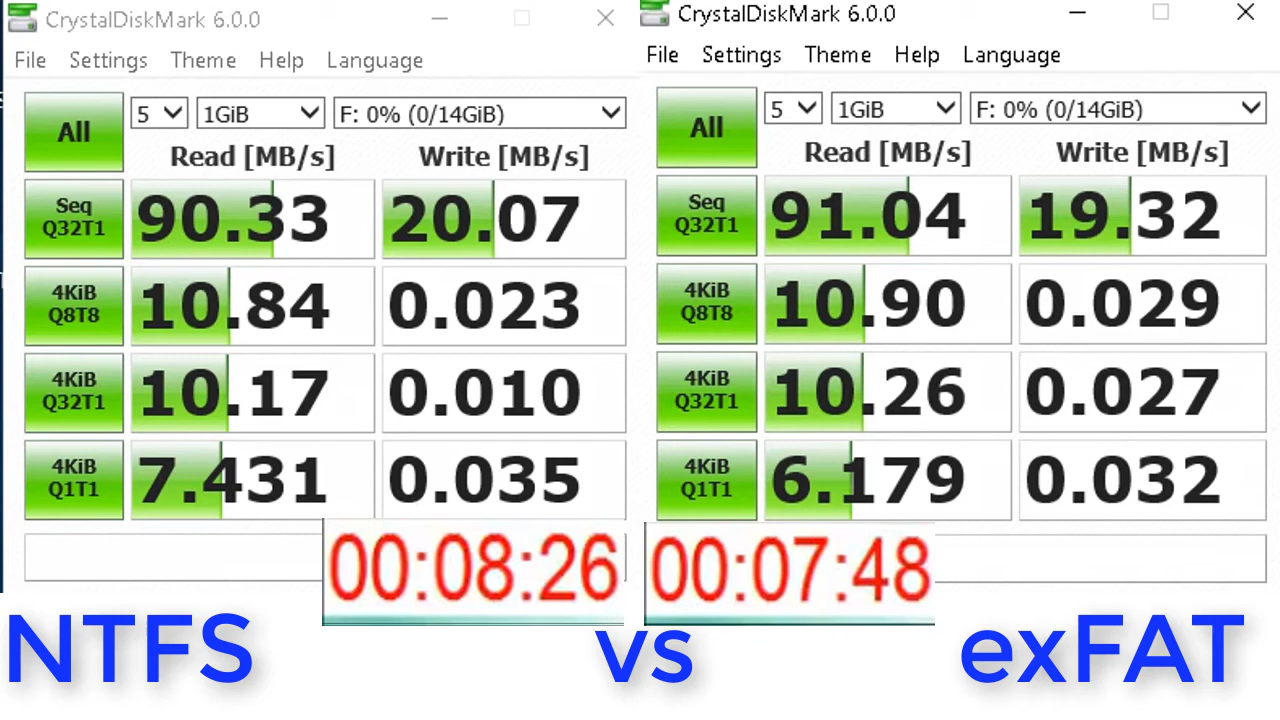 CrystalDiskMark 6.0.0
File Settings Theme Help Language
All 5 1GiB F: 0% (0/14GiB)
Read [MB/s] Write [MB/s]
Seq
Q32T1 90.33 20.07
4KiB
Q8T8 10.84 0.023
4KiB
Q32T1 10.17 0.010
4KiB
Q1T1 7.431 0.035
00:08:26
NTFS
vs
CrystalDiskMark 6.0.0
File Settings Theme Help Language
All 5 1GiB F: 0% (0/14GiB)
Read [MB/s] Write [MB/s]
Seq
Q32T1 91.04 19.32
4KiB
Q8T8 10.90 0.029
4KiB
Q32T1 10.26 0.027
4KiB
Q1T1 6.179 0.032
00:07:48
exFAT